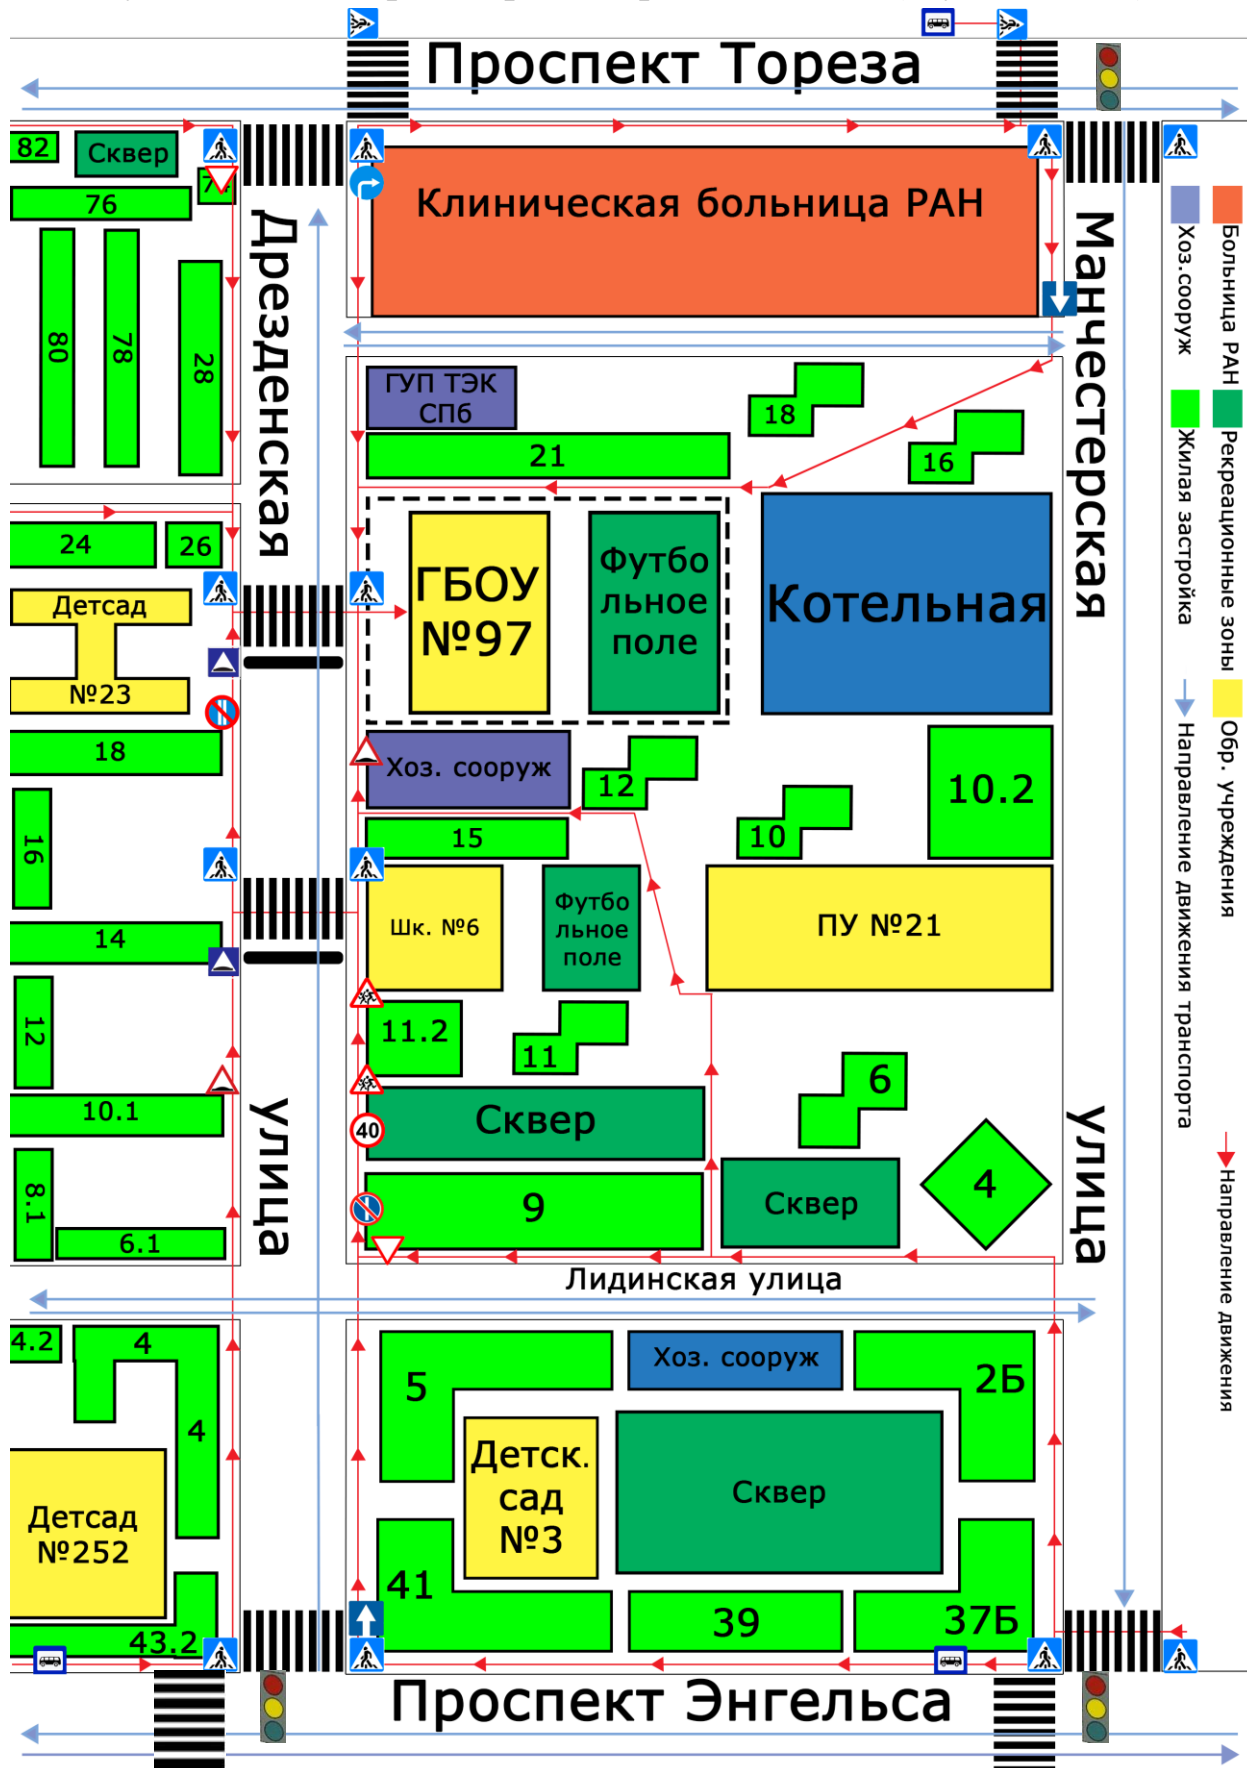 Проспект Тореза
82
Сквер
76
80
78
28
Дрезденская
Клиническая больница РАН
Манчестерская
Больница РАН
Хоз.сооруж
Рекреационные зоны
Жилая застройка
Обр. учреждения
Направление движения транспорта
Направление движения
ГУП ТЭК
СПб
18
16
21
24
26
Детсад
№23
ГБОУ
№97
Футбо
льное
поле
Котельная
18
Хоз. сооруж
12
10.2
16
15
10
14
Шк. №6
Футбо
льное
поле
ПУ №21
12
11.2
11
6
10.1
Сквер
40
улица
улица
8.1
9
Сквер
4
6.1
Лидинская улица
4.2
4
4
5
Хоз. сооруж
2Б
Детск.
сад
№3
Сквер
Детсад
№252
41
39
37Б
43.2
Проспект Энгельса